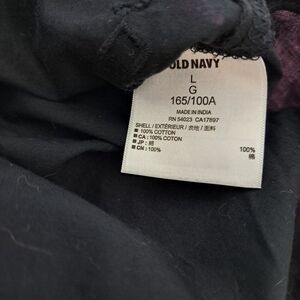 OLD NAVY
L
G
165/100A
MADE IN INDIA
RN 54023 CA17897
SHELL / EXTÉRIEUR / 表地 / 面料
■ 100% COTTON
■ CA : 100% COTON
■ JP : 綿 100%
■ CN : 100% 棉